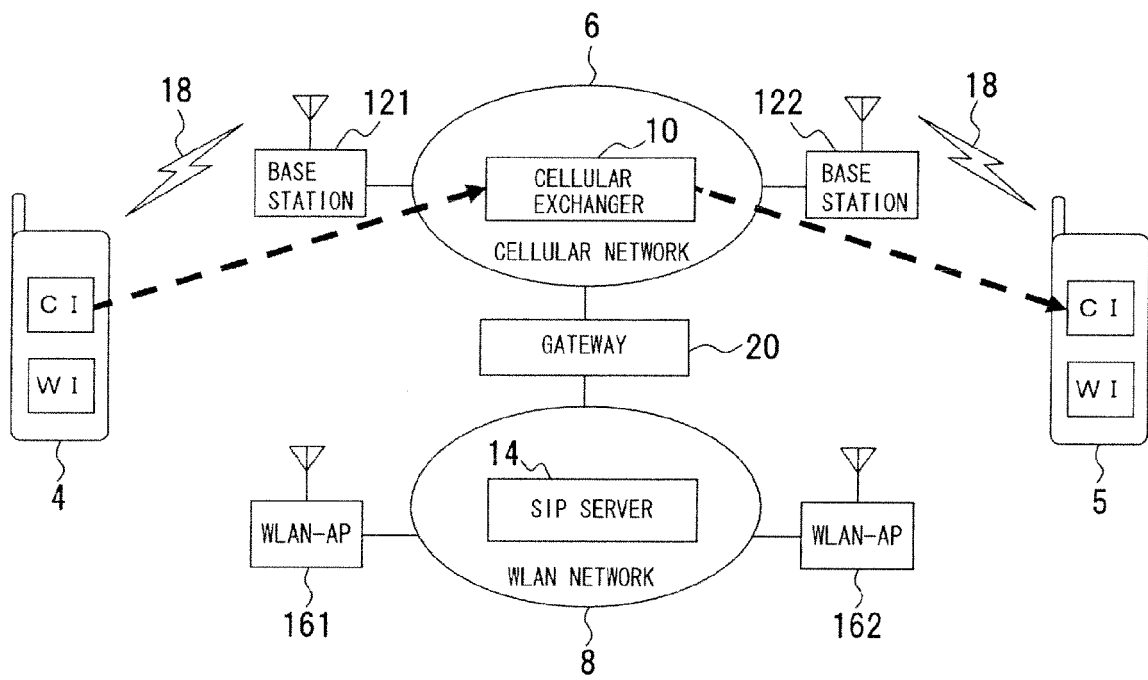 6
18
121
10
122
18
BASE
STATION
CELLULAR
EXCHANGER
BASE
STATION
CELLULAR NETWORK
C I
C I
GATEWAY
20
W I
W I
4
14
5
WLAN-AP
SIP SERVER
WLAN-AP
WLAN NETWORK
161
8
162